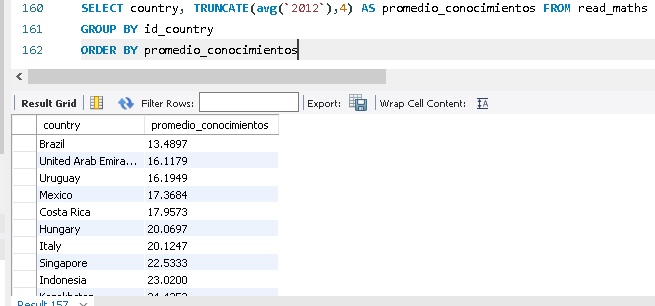 160 SELECT country, TRUNCATE(avg(`2012`),4) AS promedio_conocimientos FROM read_maths
161 GROUP BY id_country
162 ORDER BY promedio_conocimientos
Result Grid Filter Rows: Export: Wrap Cell Content: IA
country promedio_conocimientos
Brazil 13.4897
United Arab Emira... 16.1179
Uruguay 16.1949
Mexico 17.3684
Costa Rica 17.9573
Hungary 20.0697
Italy 20.1247
Singapore 22.5333
Indonesia 23.0200
Result 157